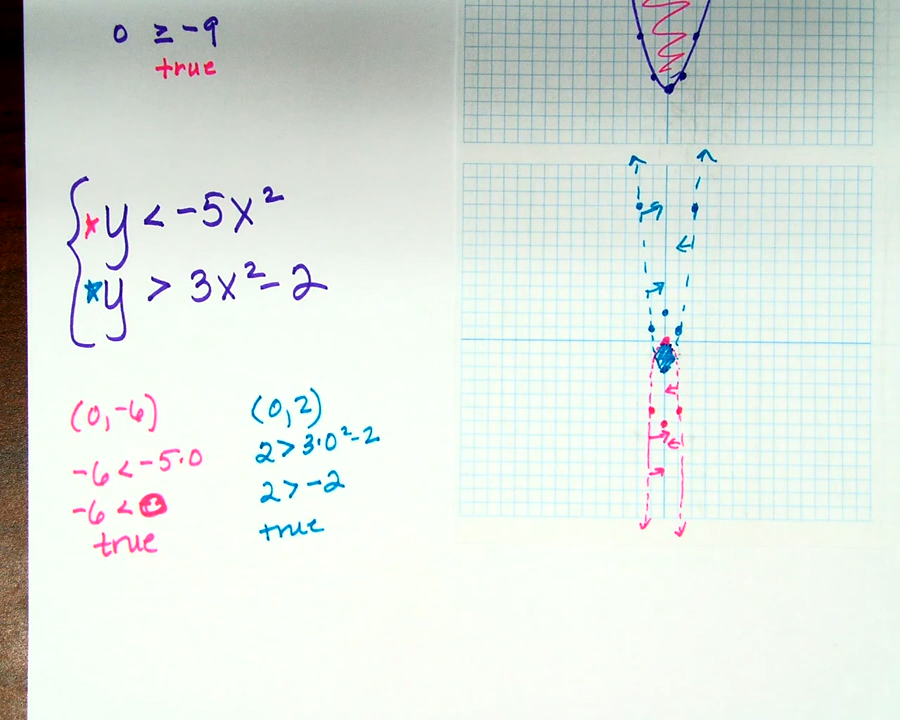 0 ≥ -9
true
y < -5x²
y > 3x² - 2
(0, -6)
-6 < -5·0
-6 < 
true
(0, 2)
2 > 3·0² - 2
2 > -2
true